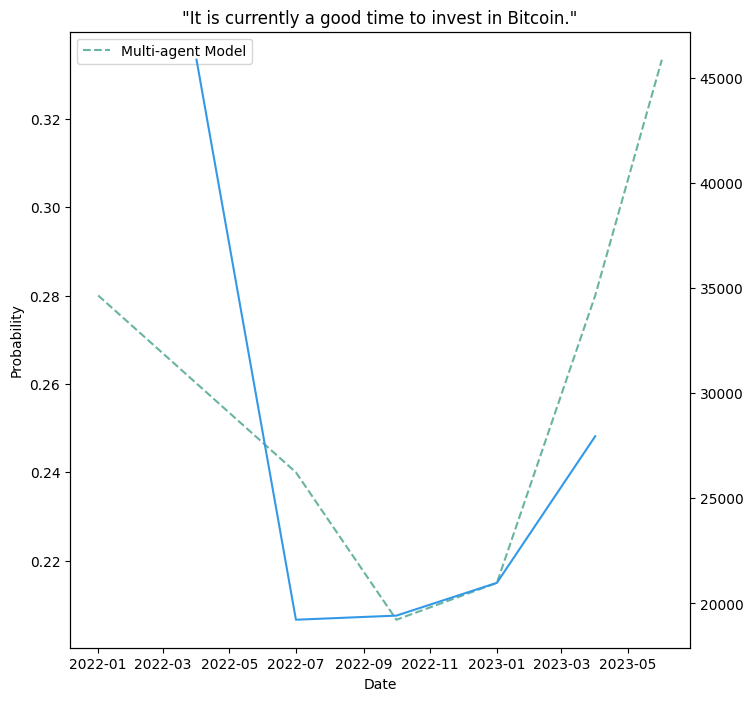 "It is currently a good time to invest in Bitcoin."
Multi-agent Model
Probability
0.32
0.30
0.28
0.26
0.24
0.22
45000
40000
35000
30000
25000
20000
2022-01 2022-03 2022-05 2022-07 2022-09 2022-11 2023-01 2023-03 2023-05
Date